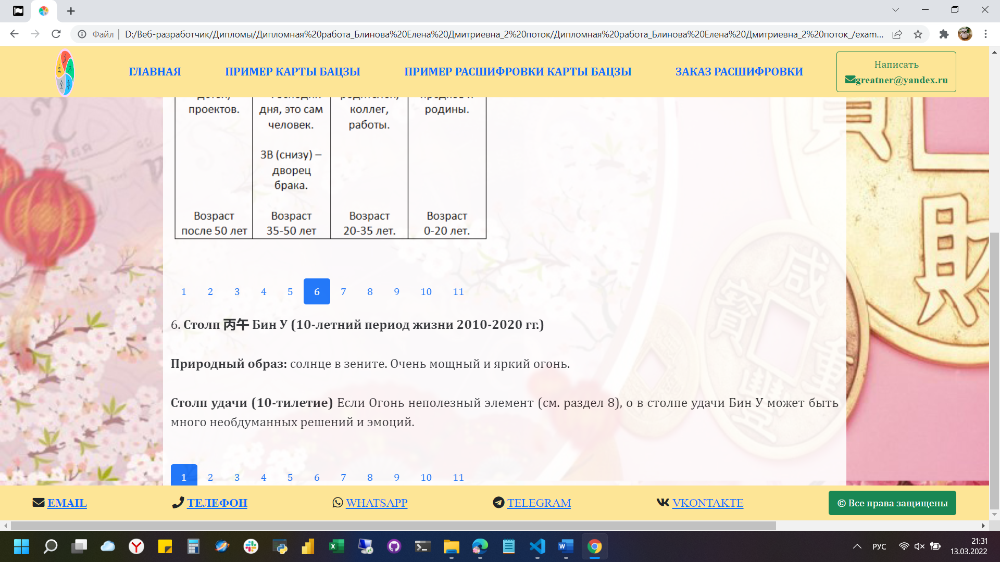 Файл
D:/Веб-разработчик/Дипломы/Дипломная%20работа_Блинова%20Елена%20Дмитриевна_2%20поток/Дипломная%20работа_Блинова%20Елена%20Дмитриевна_2%20поток_/exam...
ГЛАВНАЯ ПРИМЕР КАРТЫ БАЦЗЫ ПРИМЕР РАСШИФРОВКИ КАРТЫ БАЦЗЫ ЗАКАЗ РАСШИФРОВКИ
Написать
greatner@yandex.ru
проектов. дня, это сам коллег, родины.
человек. работы.
ЗВ (снизу) –
дворец
брака.
Возраст Возраст Возраст Возраст
после 50 лет 35-50 лет 20-35 лет. 0-20 лет.
1 2 3 4 5 6 7 8 9 10 11
6. Столп 丙午 Бин У (10-летний период жизни 2010-2020 гг.)
Природный образ: солнце в зените. Очень мощный и яркий огонь.
Столп удачи (10-тилетие) Если Огонь неполезный элемент (см. раздел 8), о в столпе удачи Бин У может быть
много необдуманных решений и эмоций.
1 2 3 4 5 6 7 8 9 10 11
EMAIL ТЕЛЕФОН WHATSAPP TELEGRAM VKONTAKTE © Все права защищены
РУС
21:31
13.03.2022